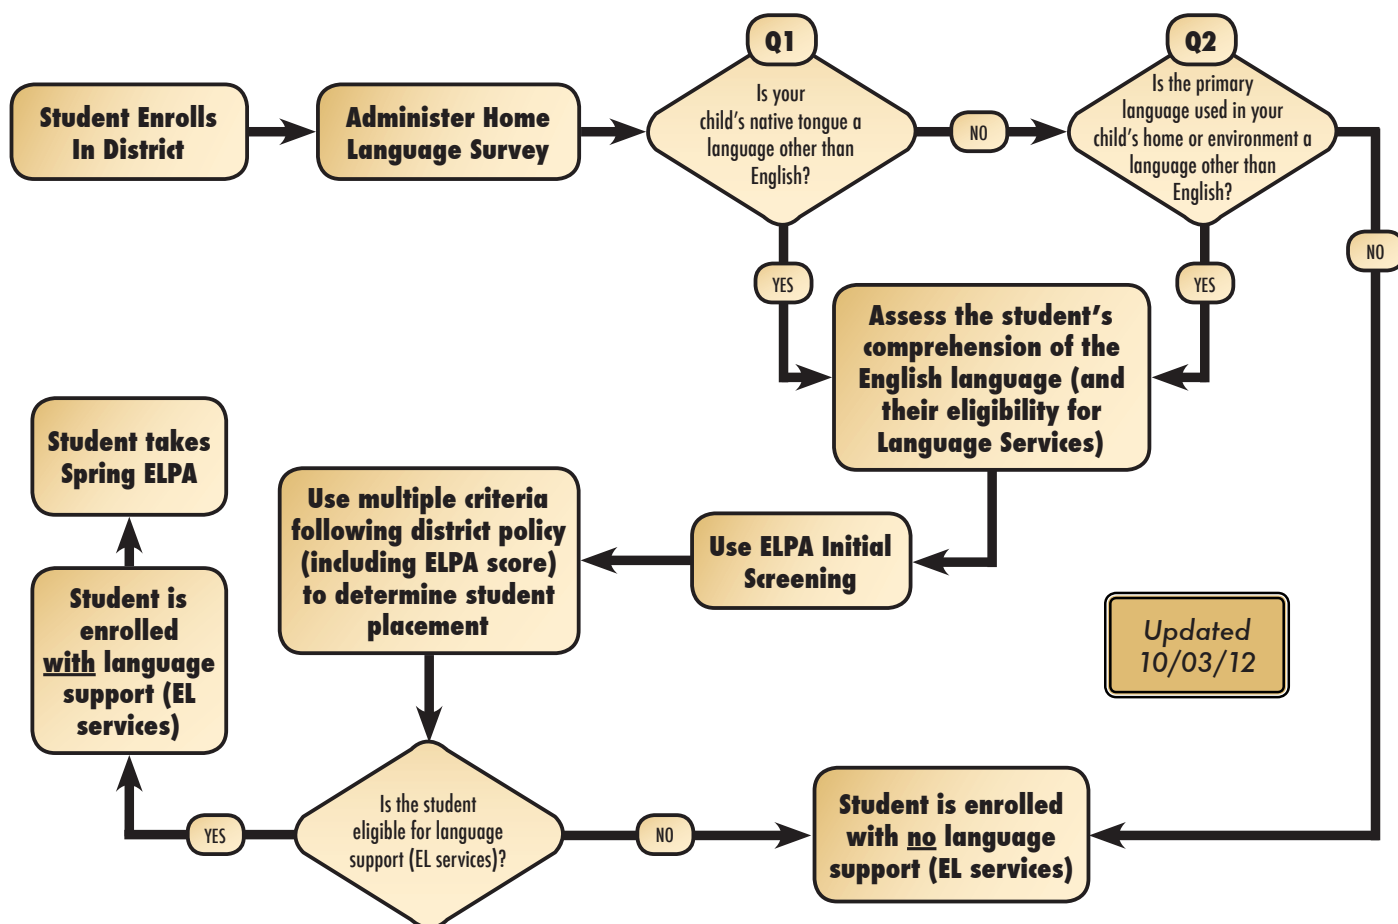 Student Enrolls
In District
Administer Home
Language Survey
Q1
Is your
child's native tongue a
language other than
English?
NO
Q2
Is the primary
language used in your
child's home or environment a
language other than
English?
NO
YES
YES
Assess the student's
comprehension of the
English language (and
their eligibility for
Language Services)
Use ELPA Initial
Screening
Use multiple criteria
following district policy
(including ELPA score)
to determine student
placement
Is the student
eligible for language
support (EL services)?
YES
Student is
enrolled
with language
support (EL
services)
Student takes
Spring ELPA
NO
Student is enrolled
with no language
support (EL services)
Updated
10/03/12